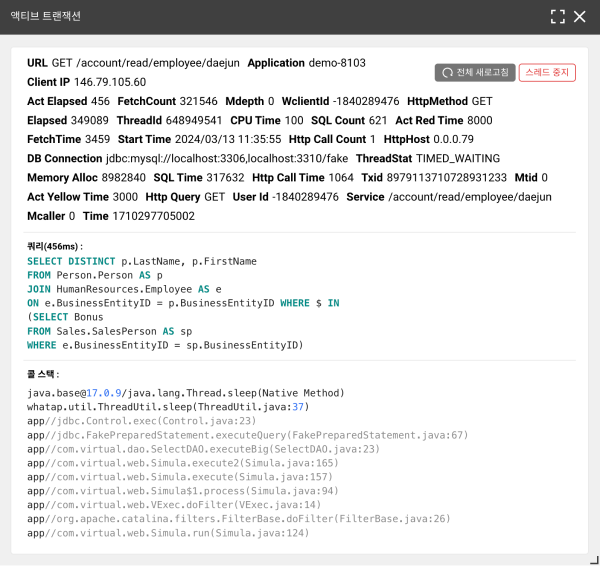 액티브 트랜잭션
URL GET /account/read/employee/daejun Application demo-8103
전체 새로고침 스레드 중지
Client IP 146.79.105.60
Act Elapsed 456 FetchCount 321546 Mdepth 0 WclientId -1840289476 HttpMethod GET
Elapsed 349089 ThreadId 648949541 CPU Time 100 SQL Count 621 Act Red Time 8000
FetchTime 3459 Start Time 2024/03/13 11:35:55 Http Call Count 1 HttpHost 0.0.0.79
DB Connection jdbc:mysql://localhost:3306,localhost:3310/fake ThreadStat TIMED_WAITING
Memory Alloc 8982840 SQL Time 317632 Http Call Time 1064 Txid 8979113710728931233 Mtid 0
Act Yellow Time 3000 Http Query GET User Id -1840289476 Service /account/read/employee/daejun
Mcaller 0 Time 1710297705002
쿼리(456ms) :
SELECT DISTINCT p.LastName, p.FirstName
FROM Person.Person AS p
JOIN HumanResources.Employee AS e
ON e.BusinessEntityID = p.BusinessEntityID WHERE $ IN
(SELECT Bonus
FROM Sales.SalesPerson AS sp
WHERE e.BusinessEntityID = sp.BusinessEntityID)
콜 스택 :
java.base@17.0.9/java.lang.Thread.sleep(Native Method)
whatap.util.ThreadUtil.sleep(ThreadUtil.java:37)
app//jdbc.Control.exec(Control.java:23)
app//jdbc.FakePreparedStatement.executeQuery(FakePreparedStatement.java:67)
app//com.virtual.dao.SelectDAO.executeBig(SelectDAO.java:23)
app//com.virtual.web.Simula.execute2(Simula.java:165)
app//com.virtual.web.Simula.execute(Simula.java:157)
app//com.virtual.web.Simula$1.process(Simula.java:94)
app//com.virtual.web.VExec.doFilter(VExec.java:14)
app//org.apache.catalina.filters.FilterBase.doFilter(FilterBase.java:26)
app//com.virtual.web.Simula.run(Simula.java:124)